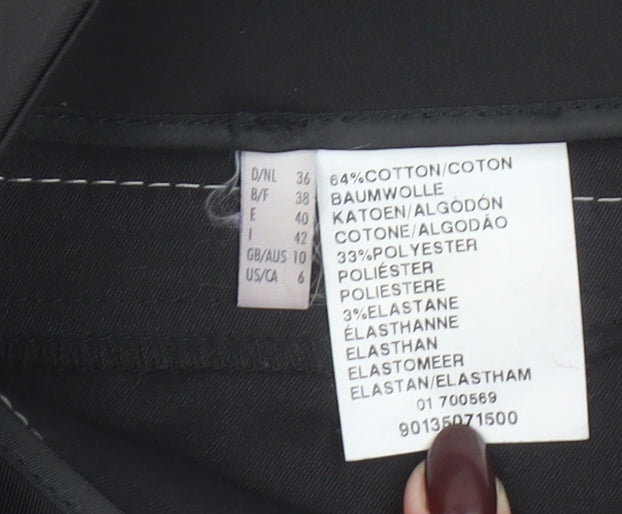 D/NL 36
B/F 38
E 40
I 42
GB/AUS 10
US/CA 6
64%COTTON/COTON
BAUMWOLLE
KATOEN/ALGÒDÓN
COTONE/ALGODÃO
33%POLYESTER
POLIÉSTER
POLIESTERE
3%ELASTANE
ÉLASTHANNE
ELASTHAN
ELASTOMEER
ELASTAN/ELASTHAM
01 700569
90135071500